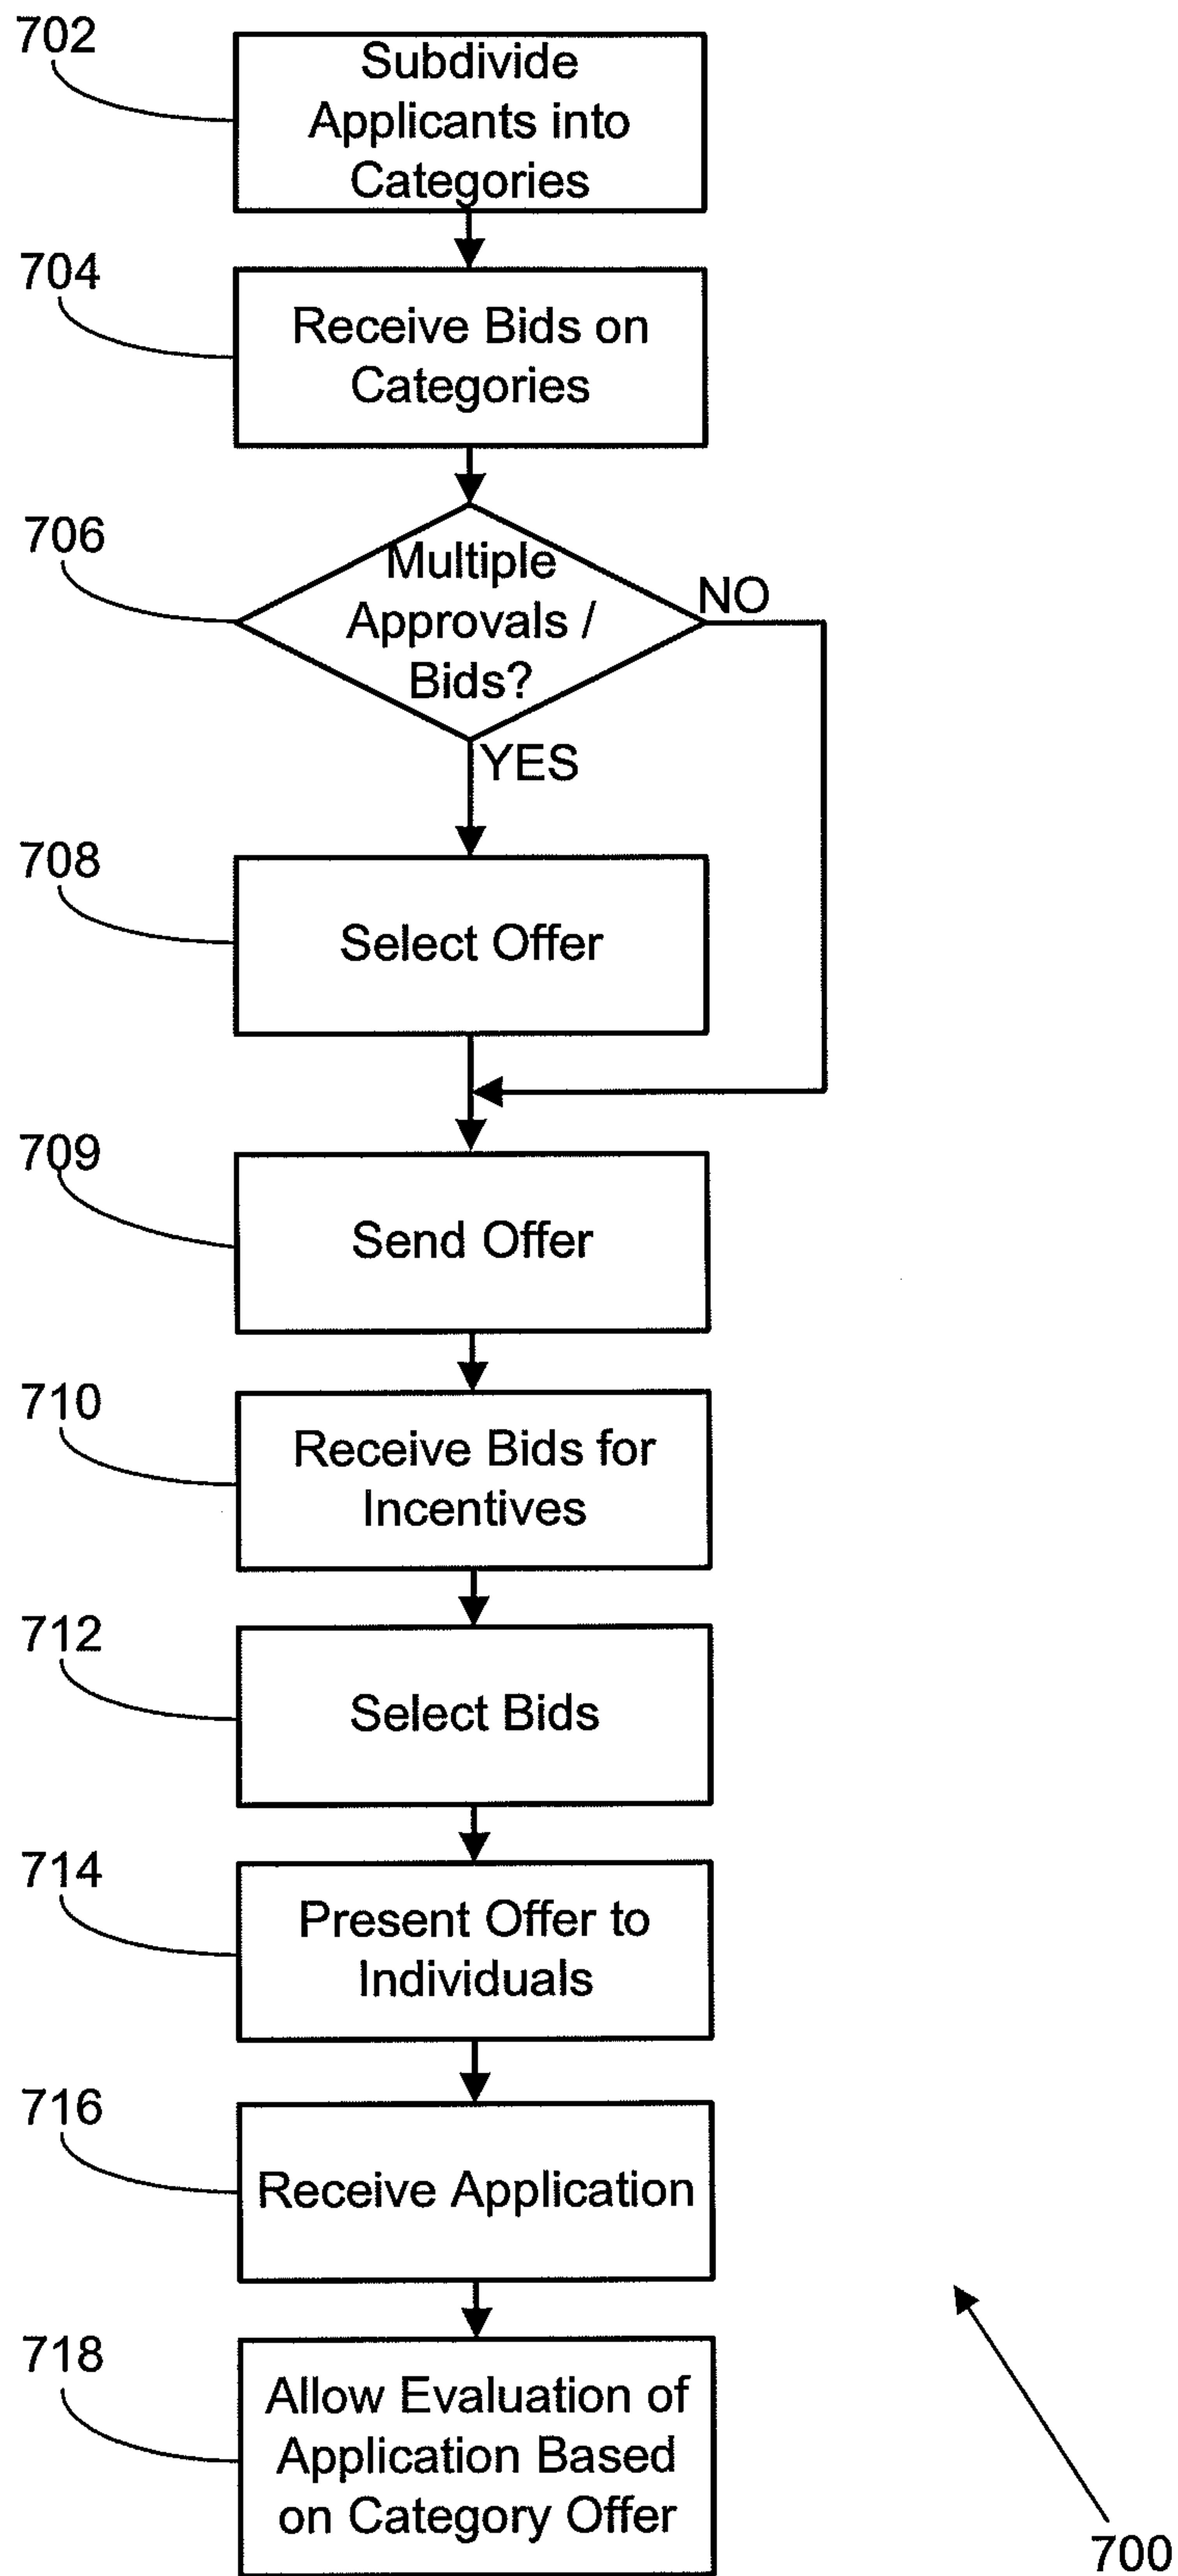 702
Subdivide
Applicants into
Categories
704
Receive Bids on
Categories
706
Multiple
Approvals /
Bids?
NO
YES
708
Select Offer
709
Send Offer
710
Receive Bids for
Incentives
712
Select Bids
714
Present Offer to
Individuals
716
Receive Application
718
Allow Evaluation of
Application Based
on Category Offer
700